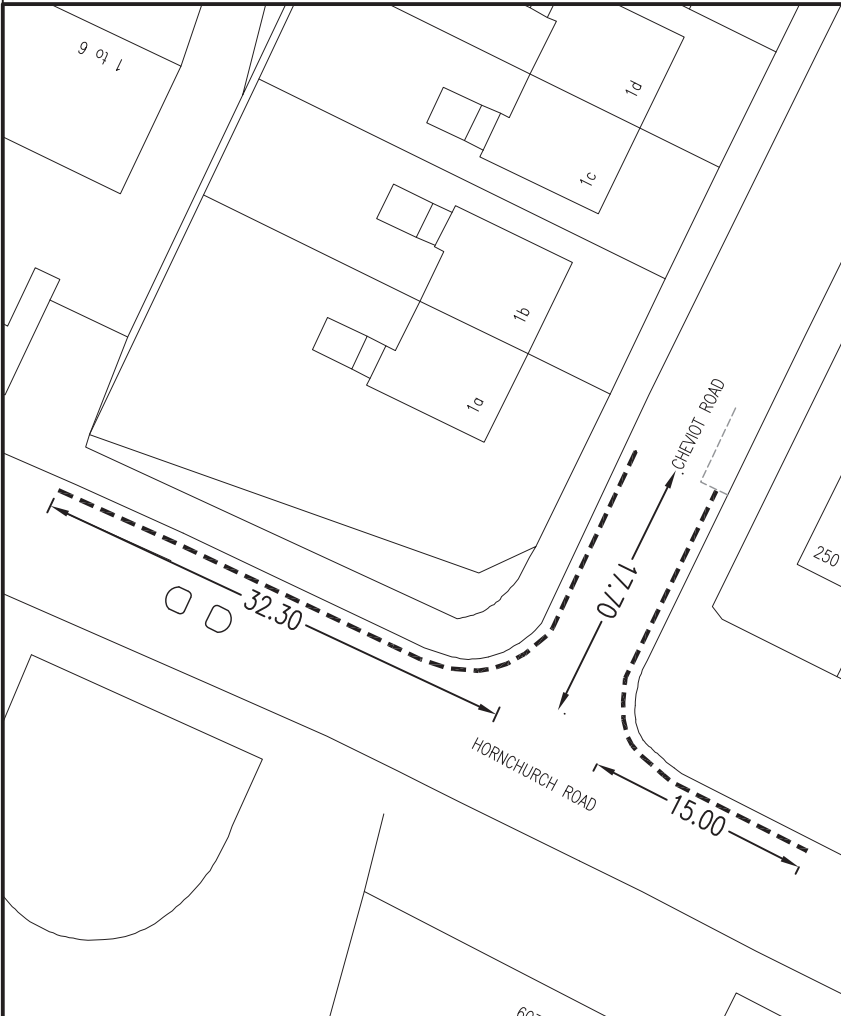 1 to 6
1d
1c
1b
1a
CHEVIOT ROAD
250
17.70
32.30
HORNCHURCH ROAD
15.00